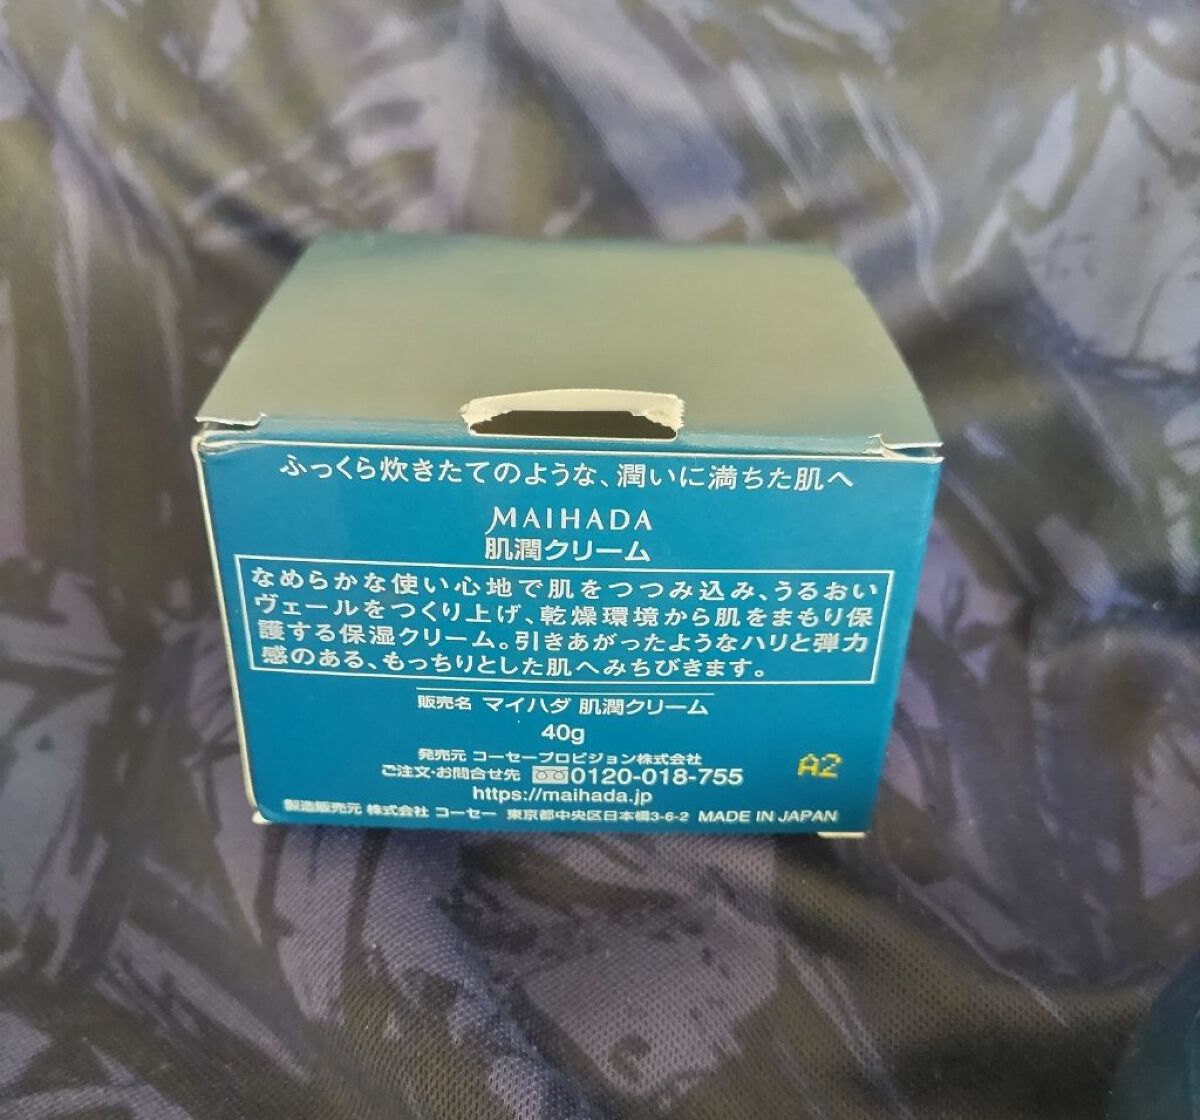 ふっくら炊きたてのような、潤いに満ちた肌へ
MAIHADA
肌潤クリーム
なめらかな使い心地で肌をつつみ込み、うるおい
ヴェールをつくり上げ、乾燥環境から肌をまもり保
護する保湿クリーム。引きあがったようなハリと弾力
感のある、もっちりとした肌へみちびきます。
販売名 マイハダ 肌潤クリーム
40g
発売元 コーセープロビジョン株式会社
ご注文・お問合せ先 0120-018-755
https://maihada.jp
A2
製造販売元 株式会社 コーセー 東京都中央区日本橋3-6-2 MADE IN JAPAN